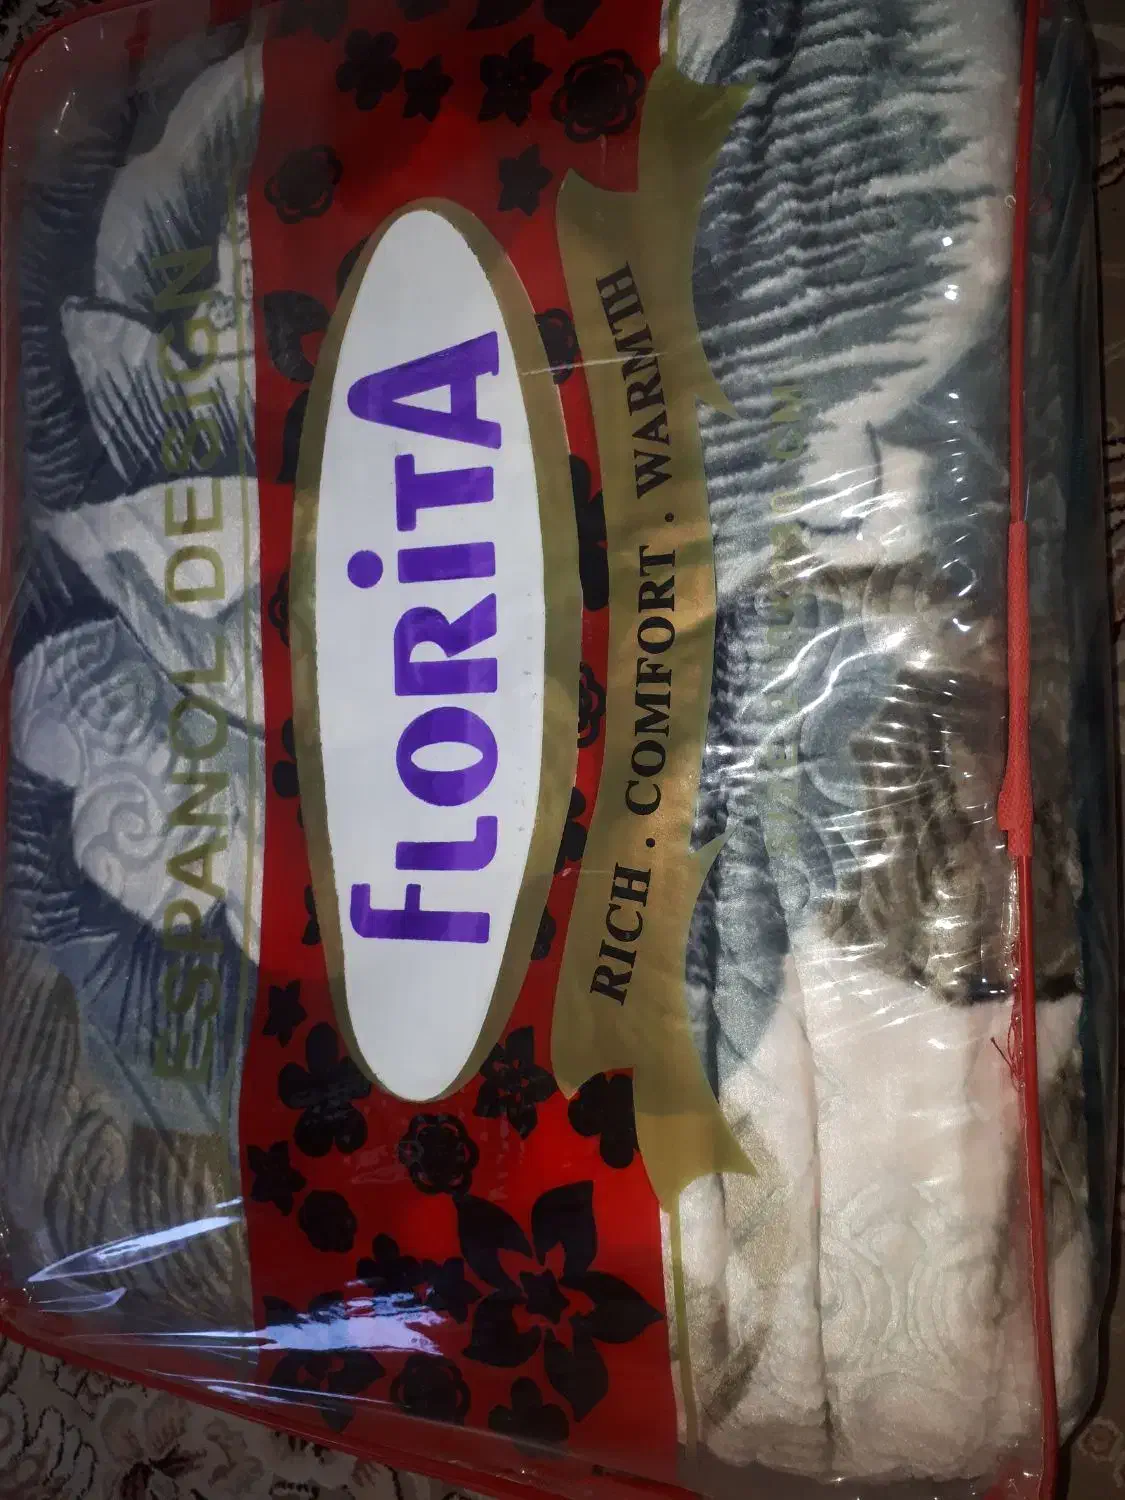 ESPANOL DESIGN
FLORiTA
RICH . COMFORT . WARMTH